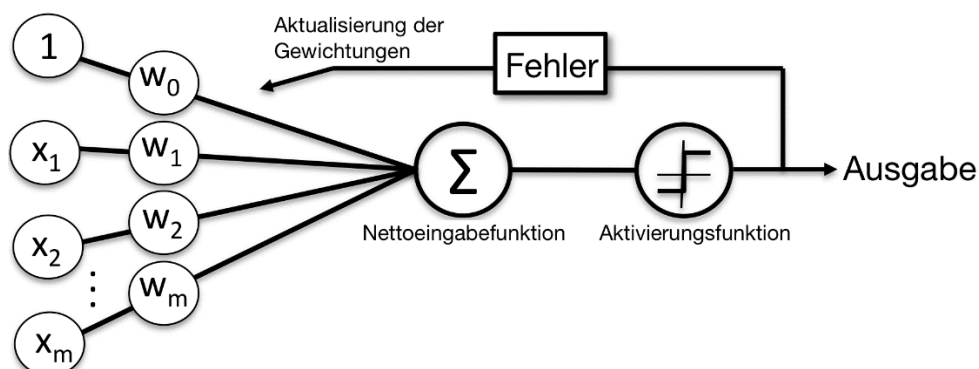 1
w0
x1
w1
x2
w2
⋮
xm
wm
Aktualisierung der
Gewichtungen
Fehler
Σ
Nettoeingabefunktion
Aktivierungsfunktion
Ausgabe